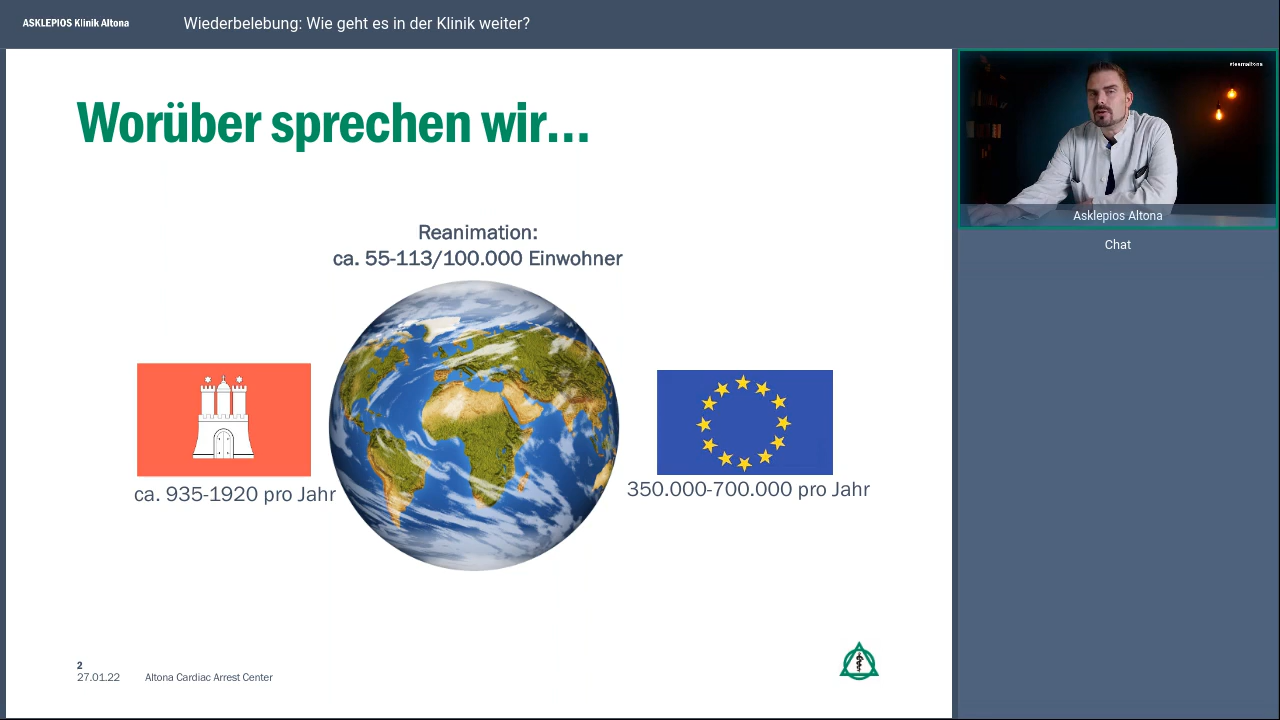 ASKLEPIOS Klinik Altona
Wiederbelebung: Wie geht es in der Klinik weiter?
Worüber sprechen wir...
Reanimation:
ca. 55-113/100.000 Einwohner
ca. 935-1920 pro Jahr
350.000-700.000 pro Jahr
2
27.01.22 Altona Cardiac Arrest Center
#teamaltona
Asklepios Altona
Chat